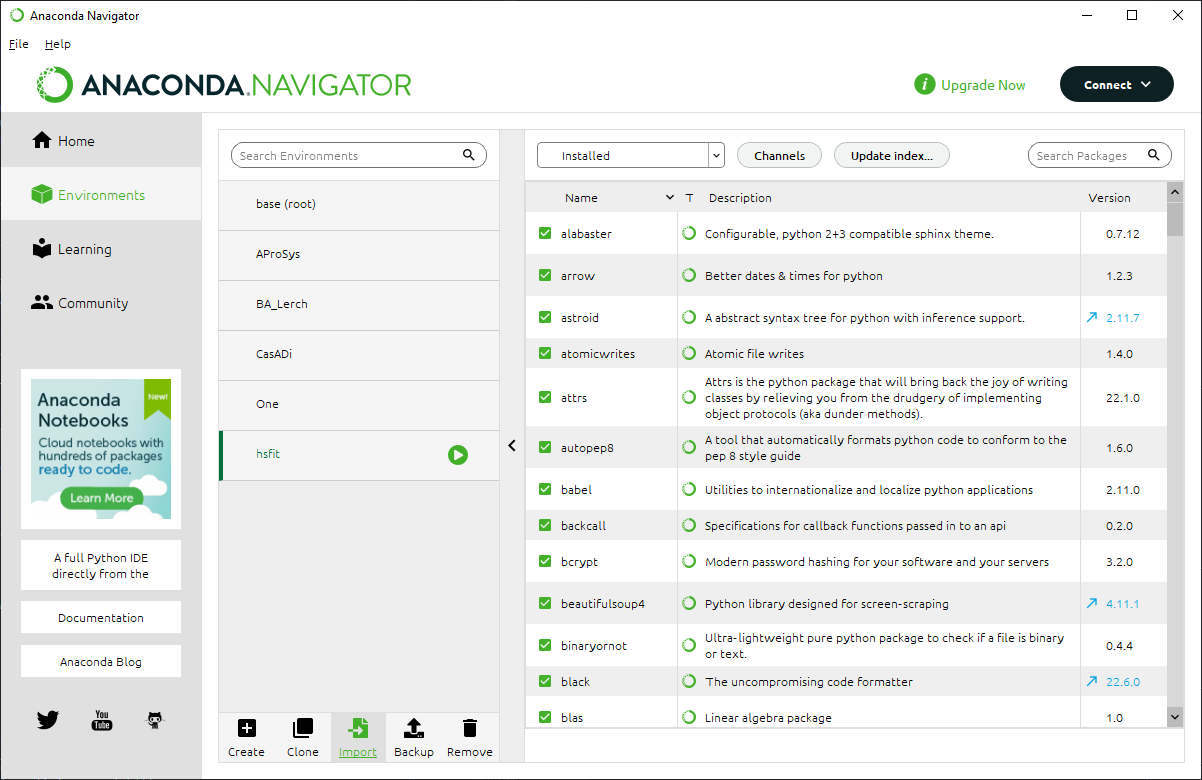 Anaconda Navigator
File Help
ANACONDA.NAVIGATOR
i Upgrade Now
Connect
Home
Environments
Learning
Community
Anaconda
Notebooks
New!
Cloud notebooks with
hundreds of packages
ready to code.
Learn More
A full Python IDE
directly from the
Documentation
Anaconda Blog
You
Tube
Search Environments
base (root)
AProSys
BA_Lerch
CasADi
One
hsfit
Create Clone Import Backup Remove
Installed Channels Update index... Search Packages
Name T Description Version
alabaster Configurable, python 2+3 compatible sphinx theme. 0.7.12
arrow Better dates & times for python 1.2.3
astroid A abstract syntax tree for python with inference support. 2.11.7
atomicwrites Atomic file writes 1.4.0
attrs Attrs is the python package that will bring back the joy of writing
classes by relieving you from the drudgery of implementing
object protocols (aka dunder methods). 22.1.0
autopep8 A tool that automatically formats python code to conform to the
pep 8 style guide 1.6.0
babel Utilities to internationalize and localize python applications 2.11.0
backcall Specifications for callback functions passed in to an api 0.2.0
bcrypt Modern password hashing for your software and your servers 3.2.0
beautifulsoup4 Python library designed for screen-scraping 4.11.1
binaryornot Ultra-lightweight pure python package to check if a file is binary
or text. 0.4.4
black The uncompromising code formatter 22.6.0
blas Linear algebra package 1.0